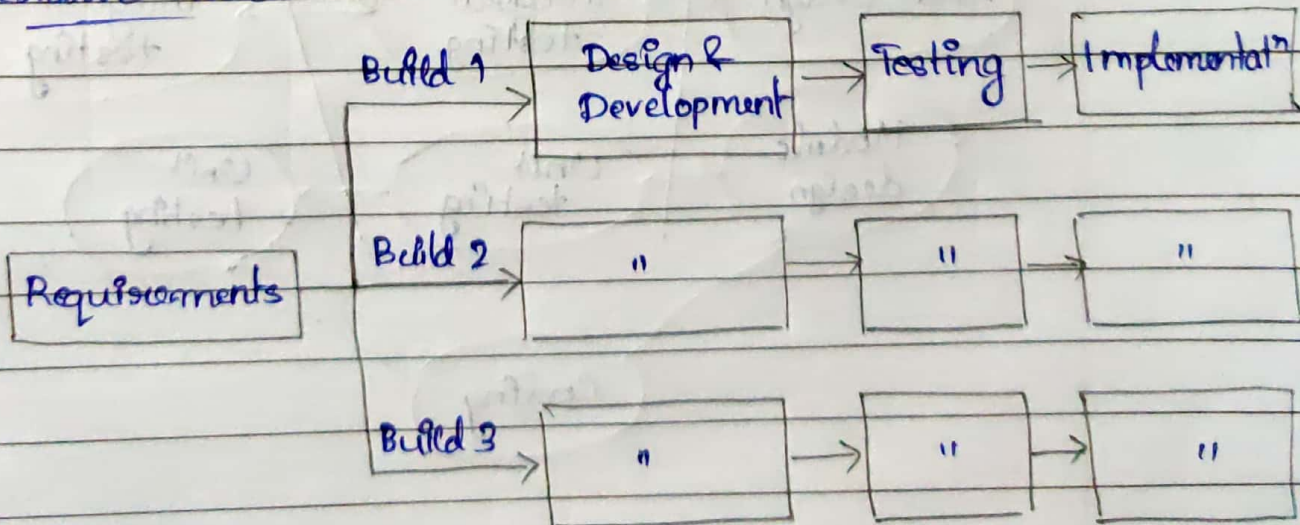 Build 1
Design &
Development
Testing
Implementatⁿ
Build 2
"
"
"
Requirements
Build 3
"
"
"